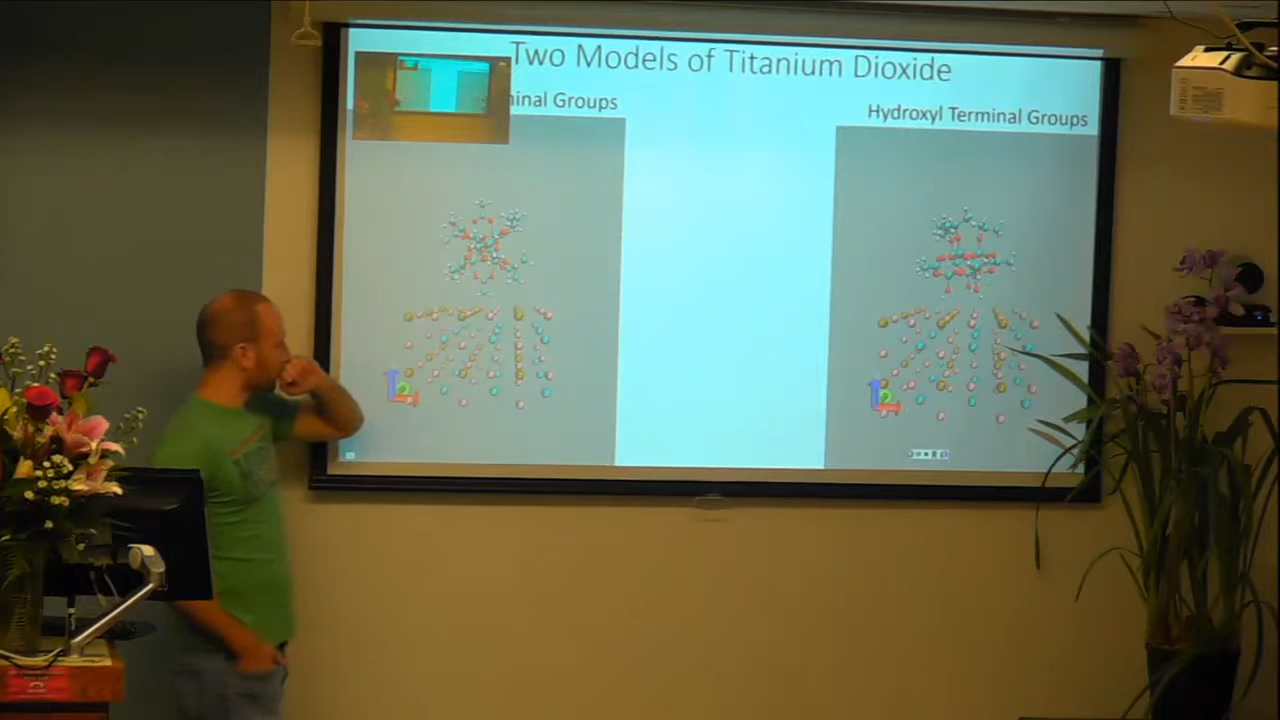 Two Models of Titanium Dioxide
inal Groups
Hydroxyl Terminal Groups